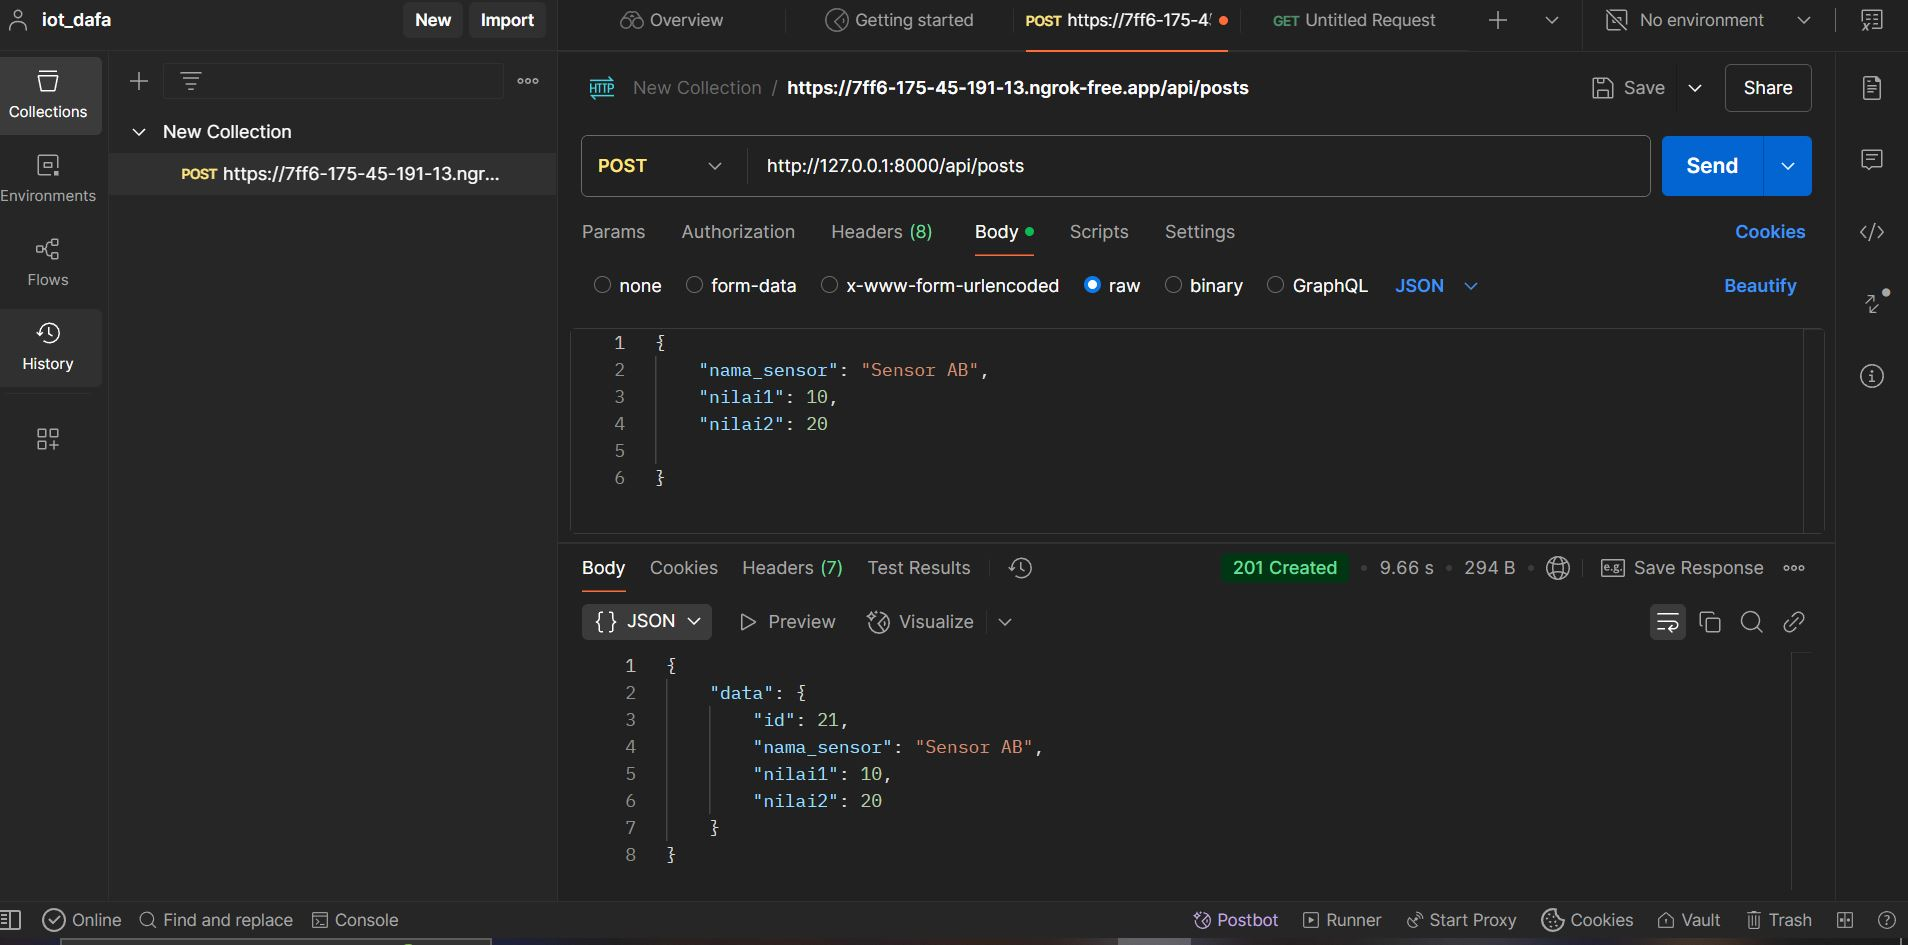 iot_dafa New Import Overview Getting started POST https://7ff6-175-4 GET Untitled Request No environment
Collections
Environments
Flows
History
New Collection
POST https://7ff6-175-45-191-13.ngr...
New Collection / https://7ff6-175-45-191-13.ngrok-free.app/api/posts Save Share
POST http://127.0.0.1:8000/api/posts Send
Params Authorization Headers (8) Body Scripts Settings Cookies
none form-data x-www-form-urlencoded raw binary GraphQL JSON Beautify
1 {
2 "nama_sensor": "Sensor AB",
3 "nilai1": 10,
4 "nilai2": 20
5
6 }
Body Cookies Headers (7) Test Results 201 Created • 9.66 s • 294 B • e.g. Save Response
{} JSON Preview Visualize
1 {
2 "data": {
3 "id": 21,
4 "nama_sensor": "Sensor AB",
5 "nilai1": 10,
6 "nilai2": 20
7 }
8 }
Online Find and replace Console Postbot Runner Start Proxy Cookies Vault Trash